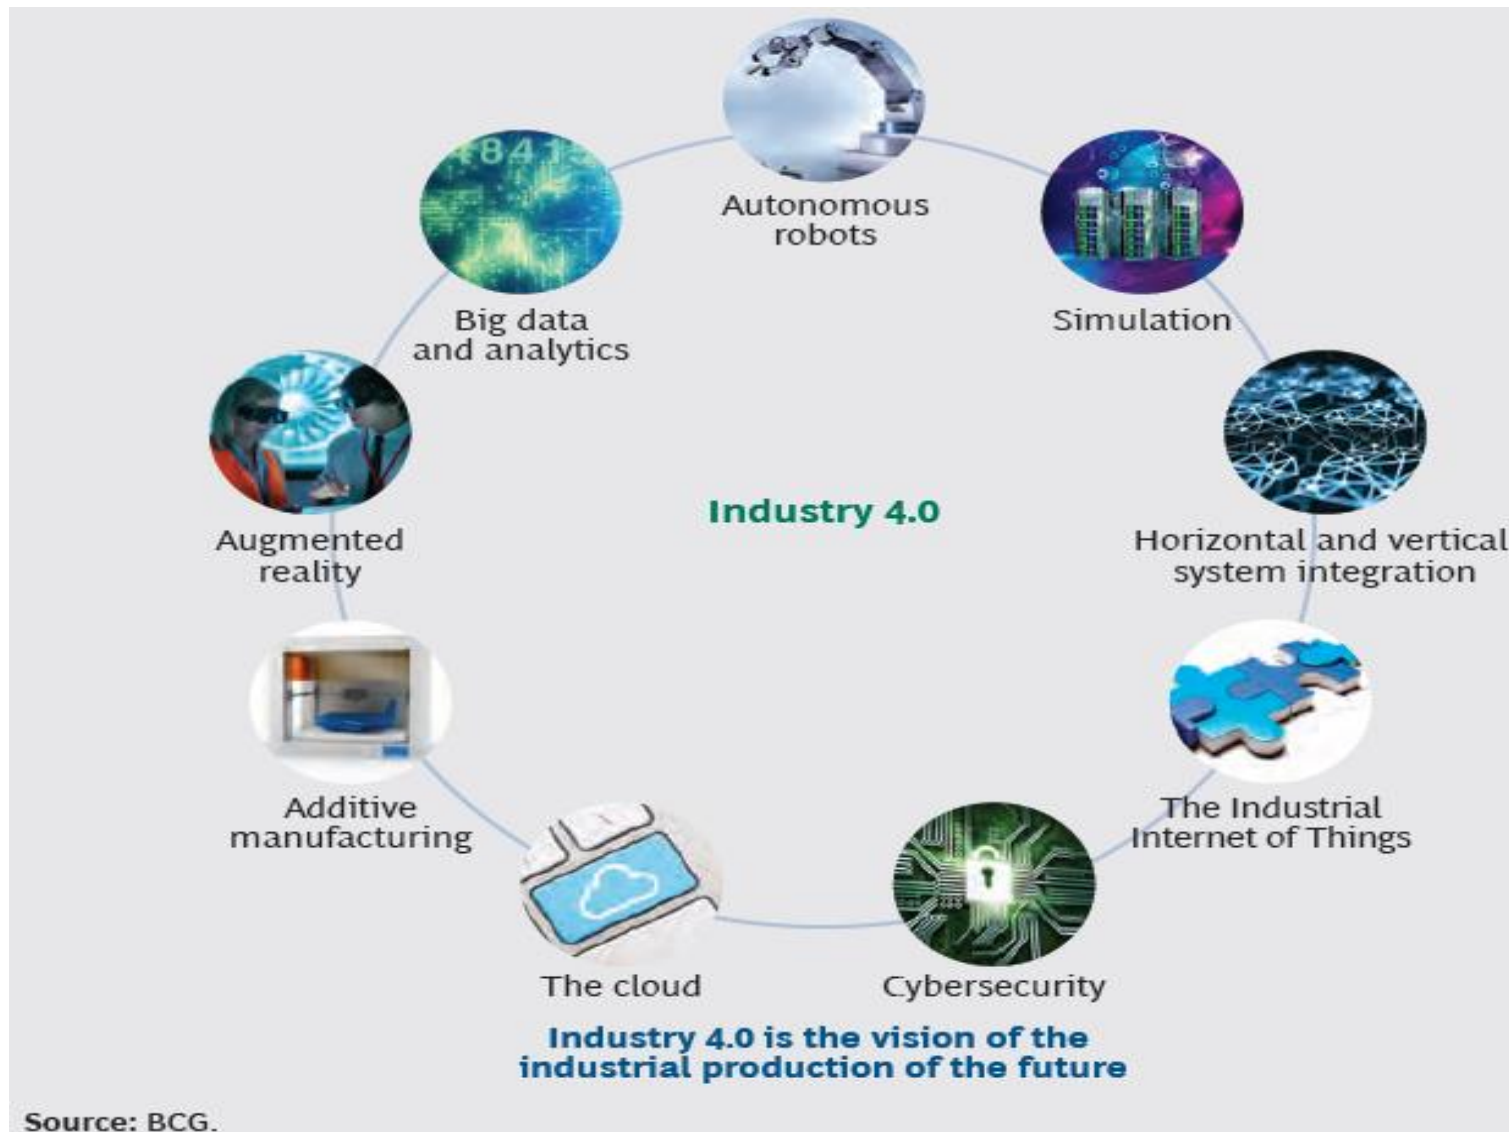 Autonomous
robots
Simulation
Horizontal and vertical
system integration
The Industrial
Internet of Things
Cybersecurity
The cloud
Additive
manufacturing
Augmented
reality
Big data
and analytics
Industry 4.0
Industry 4.0 is the vision of the
industrial production of the future
Source: BCG.